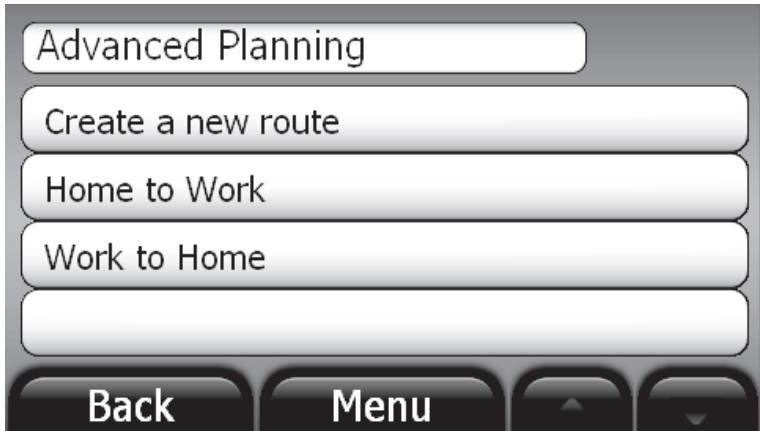 Advanced Planning
Create a new route
Home to Work
Work to Home
Back Menu